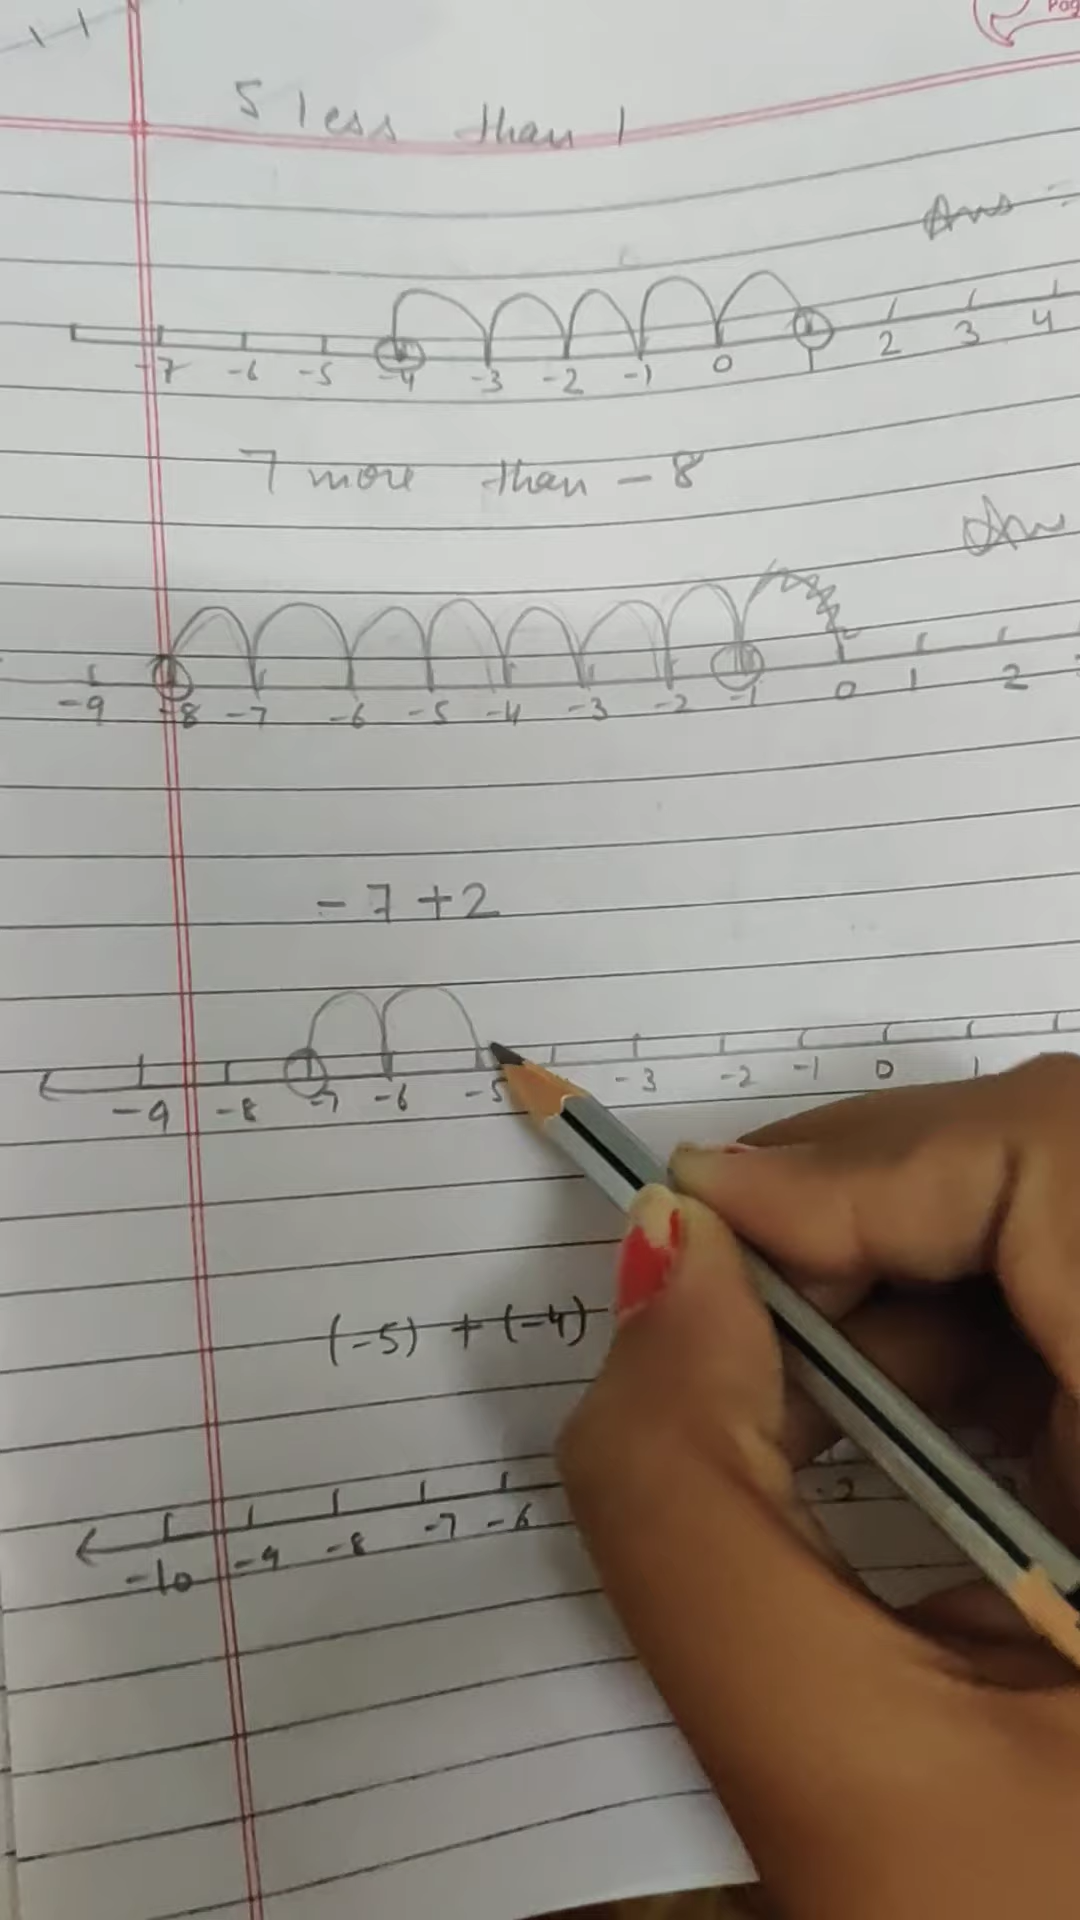 Pag
5 less than 1
Ans :
-7 -6 -5 -4 -3 -2 -1 0 1 2 3 4
7 more than -8
Ans
-9 -8 -7 -6 -5 -4 -3 -2 -1 0 1 2
-7+2
-9 -8 -7 -6 -5 -3 -2 -1 0 1
(-5) + (-4)
-10 -9 -8 -7 -6